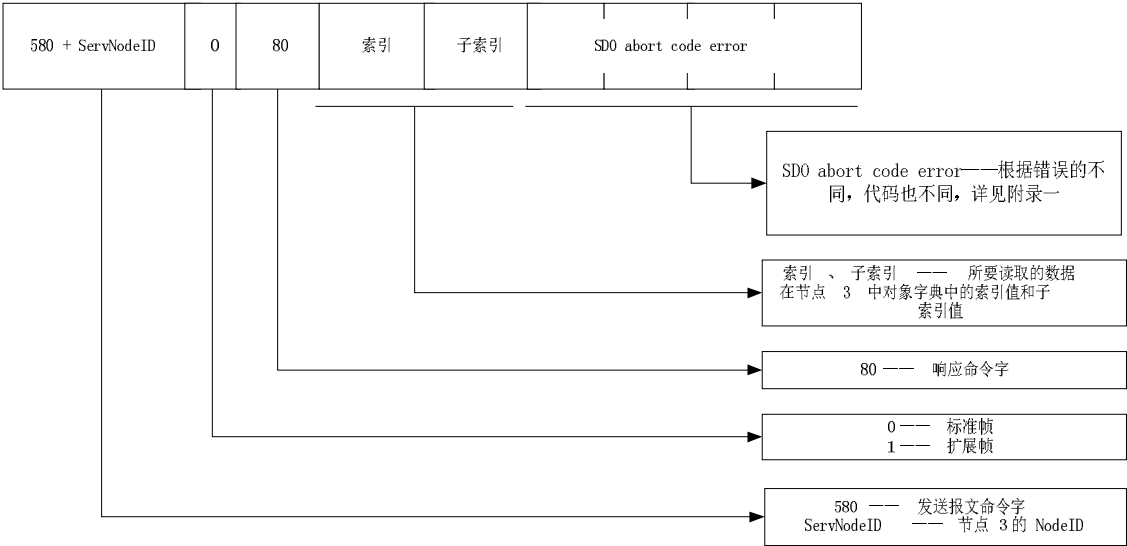 580 + ServNodeID 0 80 索引 子索引 SDO abort code error
SDO abort code error——根据错误的不
同，代码也不同，详见附录一
索引 、 子索引 —— 所要读取的数据
在节点 3 中对象字典中的索引值和子
索引值
80 —— 响应命令字
0 —— 标准帧
1 —— 扩展帧
580 —— 发送报文命令字
ServNodeID —— 节点 3的 NodeID